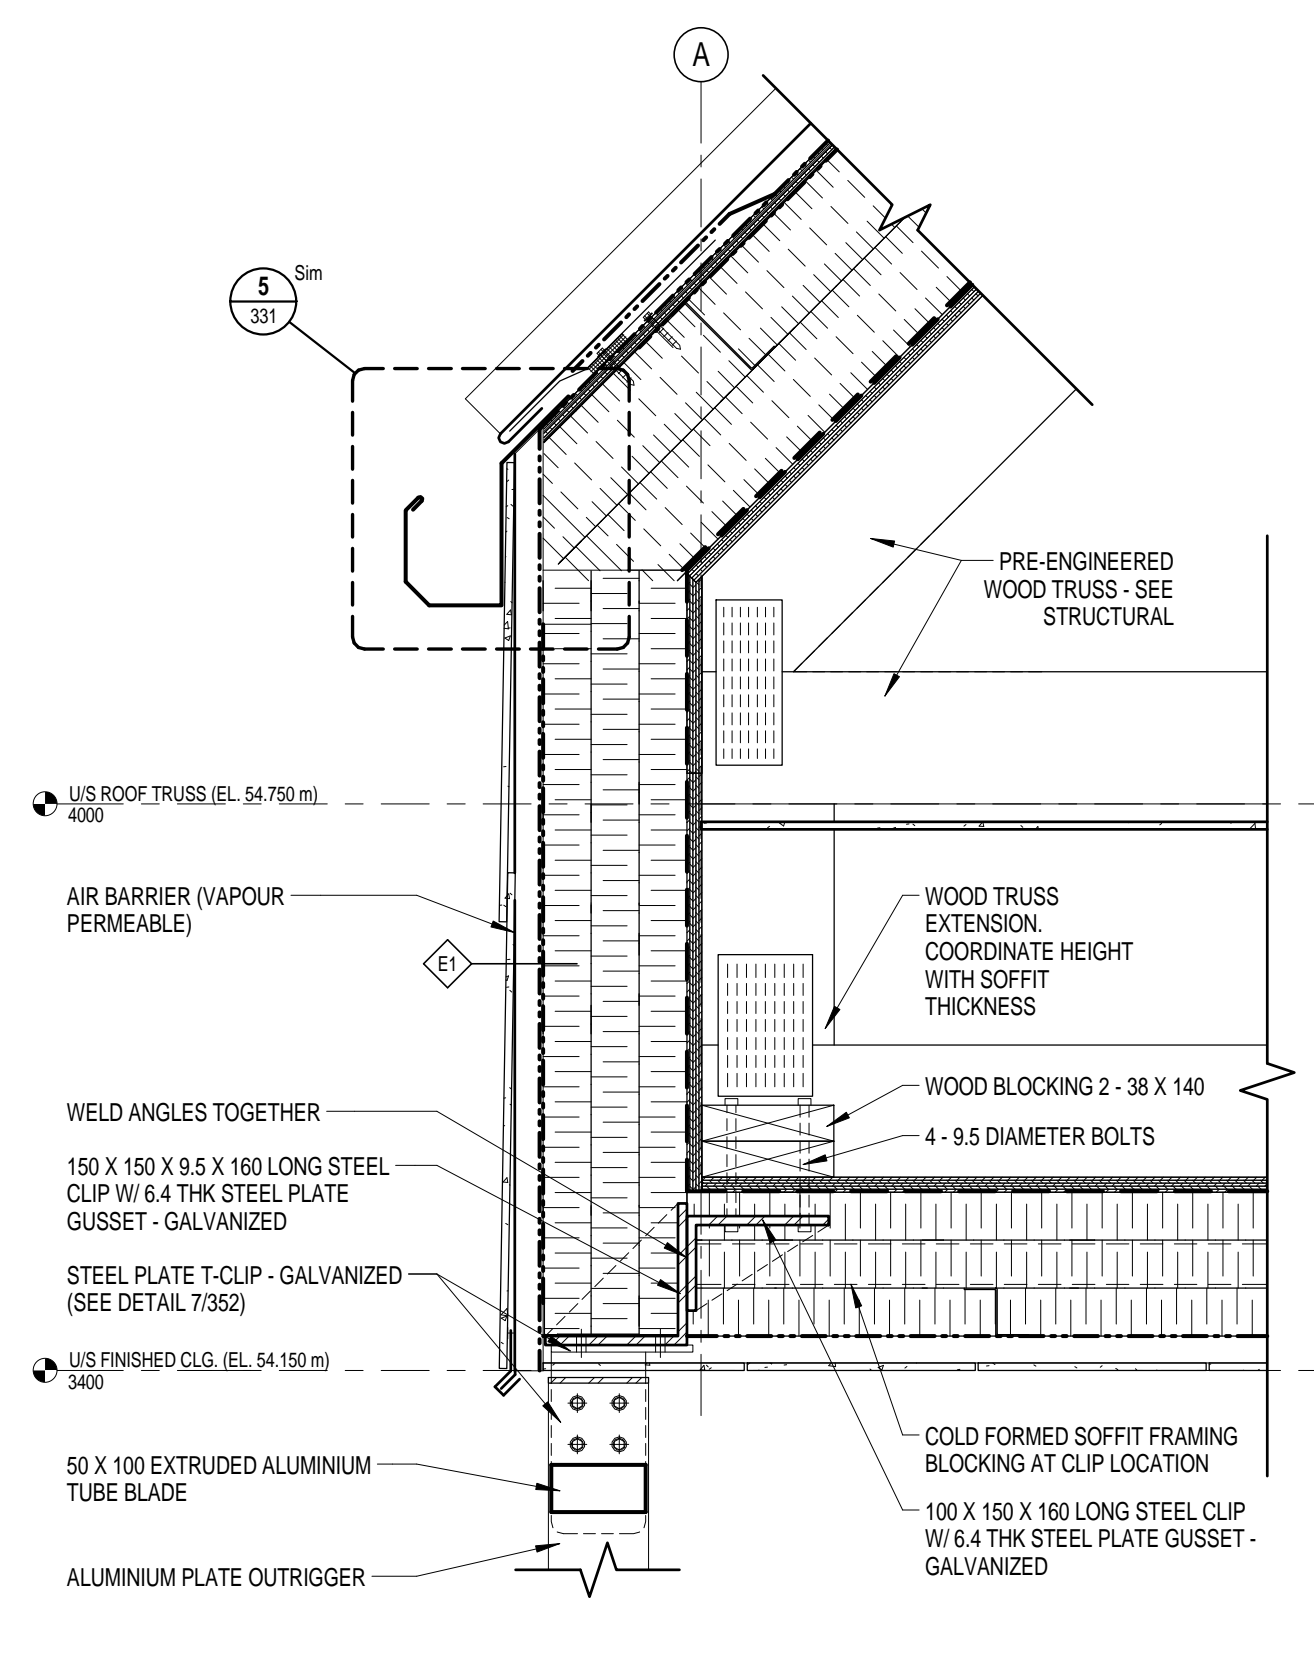 A
5
Sim
331
PRE-ENGINEERED
WOOD TRUSS - SEE
STRUCTURAL
U/S ROOF TRUSS (EL. 54.750 m)
4000
AIR BARRIER (VAPOUR
PERMEABLE)
WOOD TRUSS
EXTENSION.
COORDINATE HEIGHT
WITH SOFFIT
THICKNESS
E1
WOOD BLOCKING 2 - 38 X 140
WELD ANGLES TOGETHER
4 - 9.5 DIAMETER BOLTS
150 X 150 X 9.5 X 160 LONG STEEL
CLIP W/ 6.4 THK STEEL PLATE
GUSSET - GALVANIZED
STEEL PLATE T-CLIP - GALVANIZED
(SEE DETAIL 7/352)
U/S FINISHED CLG. (EL. 54.150 m)
3400
COLD FORMED SOFFIT FRAMING
BLOCKING AT CLIP LOCATION
50 X 100 EXTRUDED ALUMINIUM
TUBE BLADE
100 X 150 X 160 LONG STEEL CLIP
W/ 6.4 THK STEEL PLATE GUSSET -
GALVANIZED
ALUMINIUM PLATE OUTRIGGER